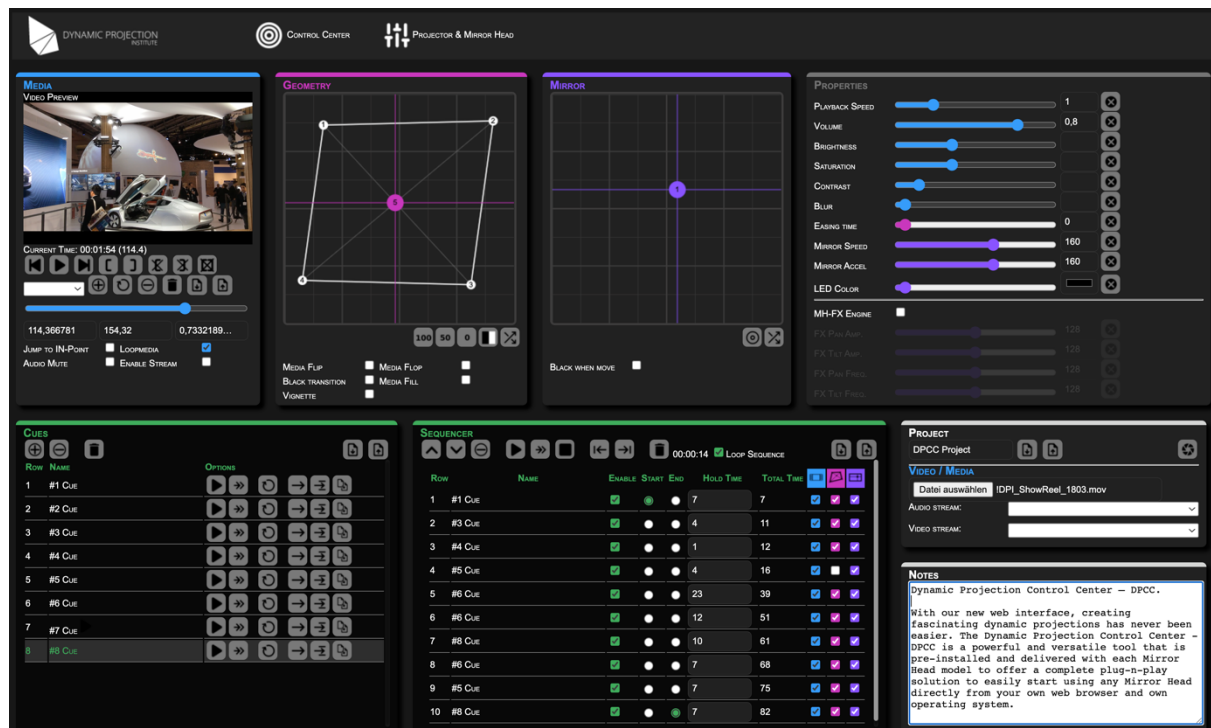 DYNAMIC PROJECTION
INSTITUTE
CONTROL CENTER
PROJECTOR & MIRROR HEAD
MEDIA
VIDEO PREVIEW
CURRENT TIME: 00:01:54 (114.4)
114,366781 154,32 0,7332189...
JUMP TO IN-POINT LOOPMEDIA
AUDIO MUTE ENABLE STREAM
GEOMETRY
1
2
5
4
3
100 50 0
MEDIA FLIP MEDIA FLOP
BLACK TRANSITION MEDIA FILL
VIGNETTE
MIRROR
1
BLACK WHEN MOVE
PROPERTIES
PLAYBACK SPEED 1
VOLUME 0,8
BRIGHTNESS
SATURATION
CONTRAST
BLUR
EASING TIME 0
MIRROR SPEED 160
MIRROR ACCEL 160
LED COLOR
MH-FX ENGINE
FX PAN AMP. 128
FX TILT AMP. 128
FX PAN FREQ. 128
FX TILT FREQ. 128
CUES
ROW NAME OPTIONS
1 #1 CUE
2 #2 CUE
3 #3 CUE
4 #4 CUE
5 #5 CUE
6 #6 CUE
7 #7 CUE
8 #8 CUE
SEQUENCER
00:00:14 LOOP SEQUENCE
ROW NAME ENABLE START END HOLD TIME TOTAL TIME
1 #1 CUE 7 7
2 #3 CUE 4 11
3 #4 CUE 1 12
4 #5 CUE 4 16
5 #6 CUE 23 39
6 #6 CUE 12 51
7 #8 CUE 10 61
8 #6 CUE 7 68
9 #5 CUE 7 75
10 #8 CUE 7 82
PROJECT
DPCC Project
VIDEO / MEDIA
Datei auswählen !DPI_ShowReel_1803.mov
AUDIO STREAM:
VIDEO STREAM:
NOTES
Dynamic Projection Control Center – DPCC.
With our new web interface, creating
fascinating dynamic projections has never been
easier. The Dynamic Projection Control Center –
DPCC is a powerful and versatile tool that is
pre-installed and delivered with each Mirror
Head model to offer a complete plug-n-play
solution to easily start using any Mirror Head
directly from your own web browser and own
operating system.